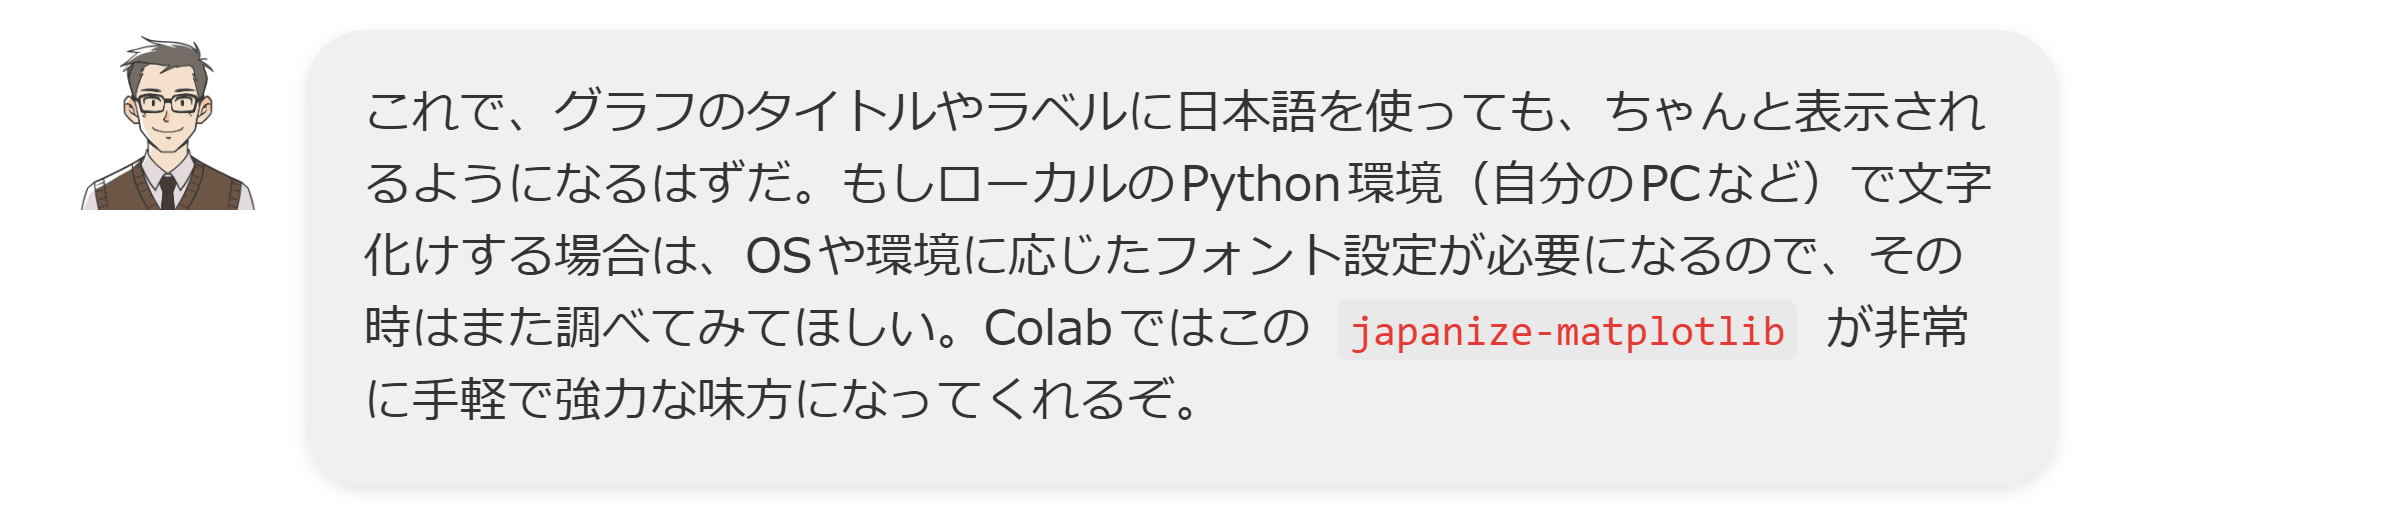 これで、グラフのタイトルやラベルに日本語を使っても、ちゃんと表示され
るようになるはずだ。もしローカルのPython環境（自分のPCなど）で文字
化けする場合は、OSや環境に応じたフォント設定が必要になるので、その
時はまた調べてみてほしい。Colabではこの japanize-matplotlib が非常
に手軽で強力な味方になってくれるぞ。